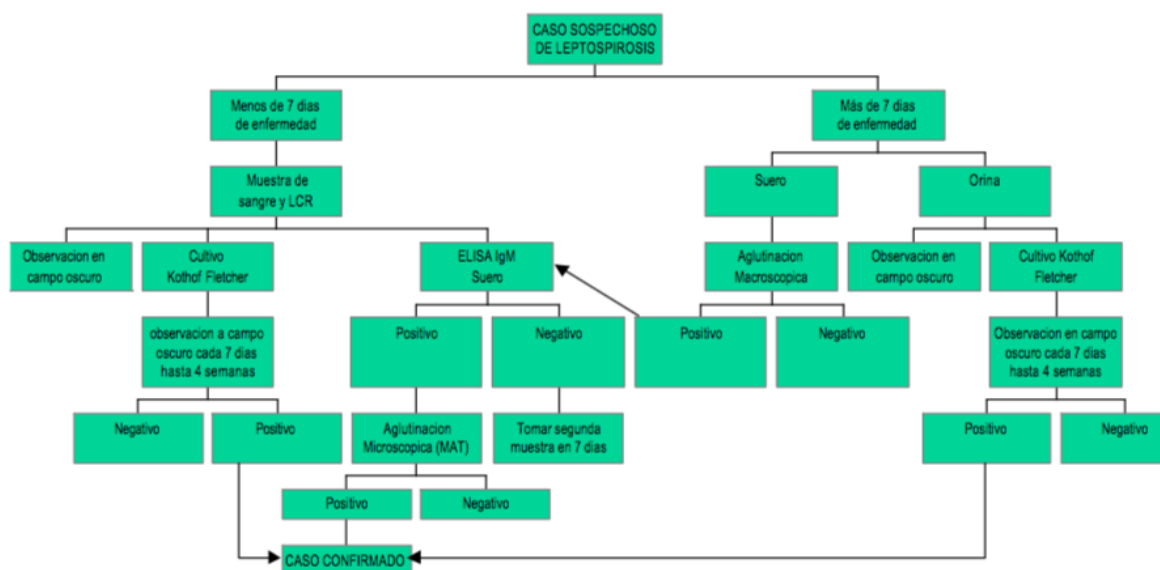 CASO SOSPECHOSO
DE LEPTOSPIROSIS
Menos de 7 dias
de enfermedad
Más de 7 dias
de enfermedad
Muestra de
sangre y LCR
Suero
Orina
Observacion en
campo oscuro
Cultivo
Kothof Fletcher
ELISA IgM
Suero
Aglutinacion
Macroscopica
Observacion en
campo oscuro
Cultivo Kothof
Fletcher
observacion a campo
oscuro cada 7 dias
hasta 4 semanas
Positivo
Negativo
Positivo
Negativo
Observacion en campo
oscuro cada 7 dias
hasta 4 semanas
Negativo
Positivo
Aglutinacion
Microscopica (MAT)
Tomar segunda
muestra en 7 dias
Positivo
Negativo
Positivo
Negativo
CASO CONFIRMADO